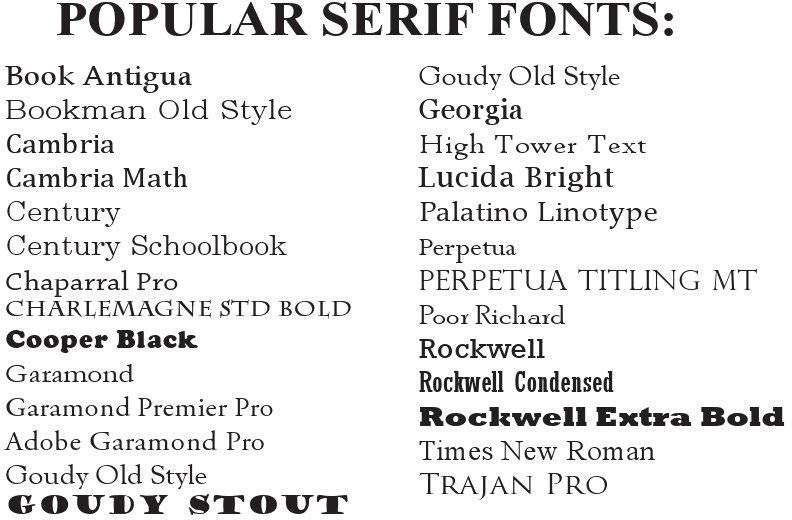 POPULAR SERIF FONTS:
Book Antigua
Bookman Old Style
Cambria
Cambria Math
Century
Century Schoolbook
Chaparral Pro
CHARLEMAGNE STD BOLD
Cooper Black
Garamond
Garamond Premier Pro
Adobe Garamond Pro
Goudy Old Style
GOUDY STOUT
Goudy Old Style
Georgia
High Tower Text
Lucida Bright
Palatino Linotype
Perpetua
PERPETUA TITLING MT
Poor Richard
Rockwell
Rockwell Condensed
Rockwell Extra Bold
Times New Roman
TRAJAN PRO